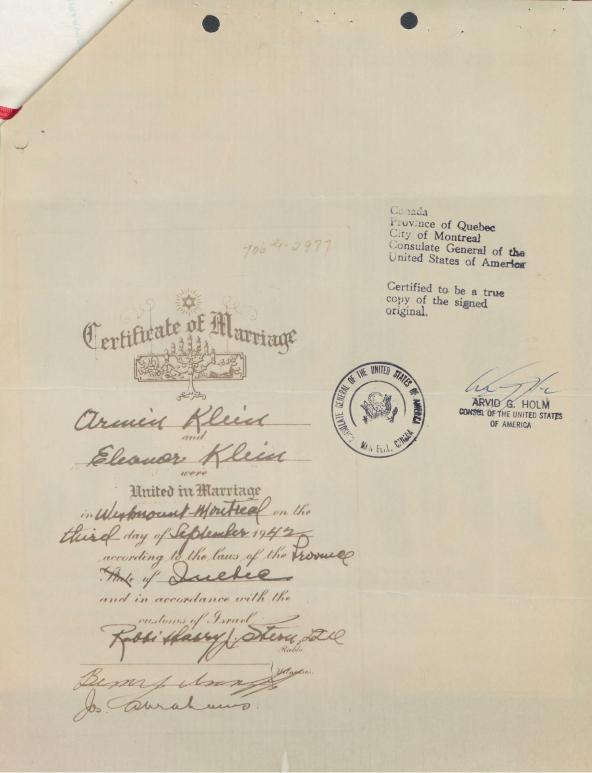 Canada
Province of Quebec
City of Montreal
Consulate General of the
United States of America
Certified to be a true
copy of the signed
original.
706 2977
Certificate of Marriage
Armin Klein
and
Eleanor Klein
were
United in Marriage
in Westmount-Montreal on the
third day of September 1942
according to the laws of the Province
State of Quebec
and in accordance with the
customs of Israel
Rabbi Harry J. Stern
Rabbi
Witnesses.
Jos. Abrahams.
CONSULATE GENERAL OF THE UNITED STATES OF AMERICA
MONTREAL, CANADA
ARVID G. HOLM
CONSUL OF THE UNITED STATES
OF AMERICA